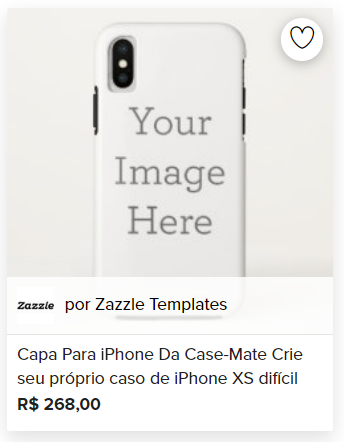 Your
Image
Here
Zazzle por Zazzle Templates
Capa Para iPhone Da Case-Mate Crie
seu próprio caso de iPhone XS difícil
R$ 268,00